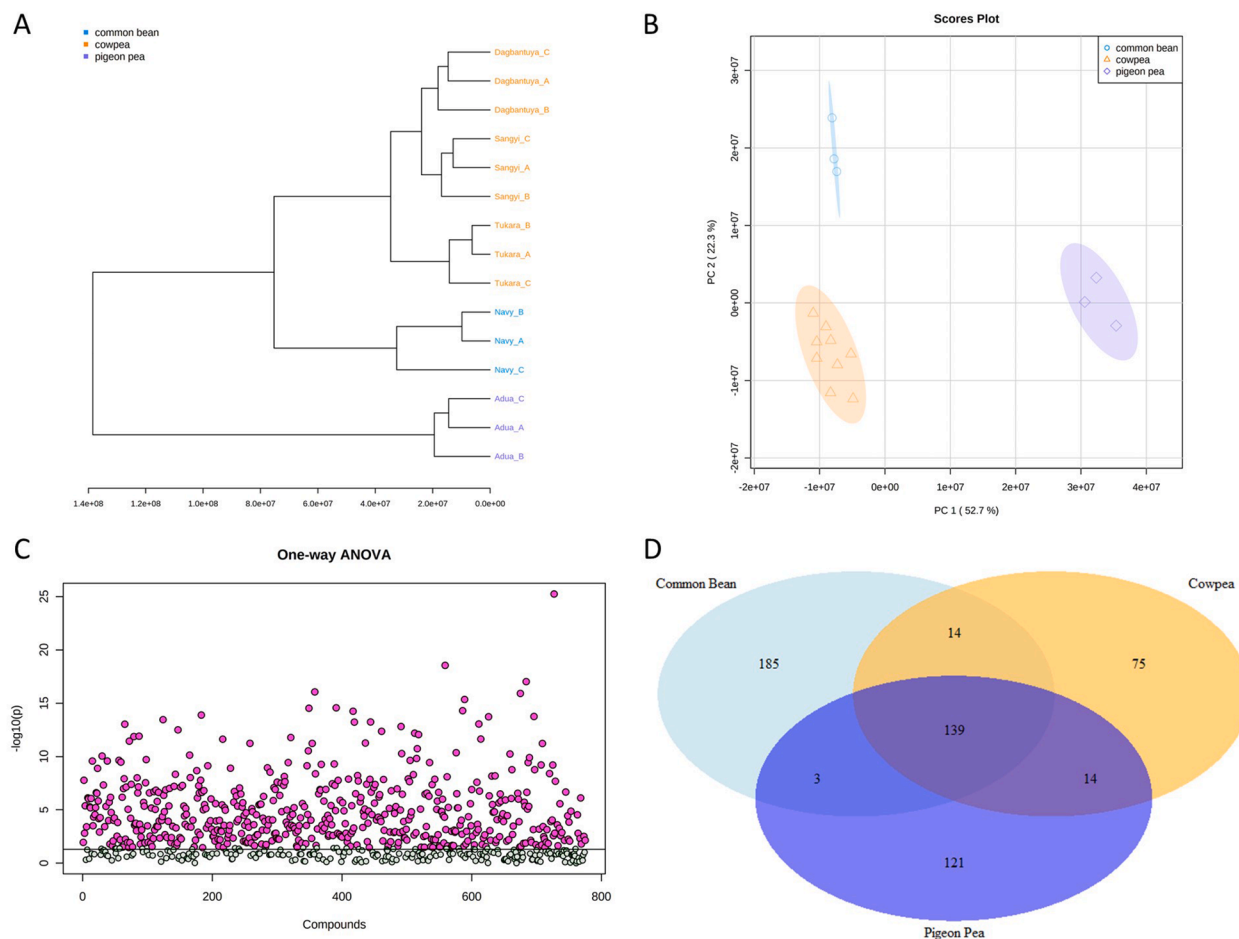 A
common bean
cowpea
pigeon pea
Dagbantuya_C
Dagbantuya_A
Dagbantuya_B
Sangyi_C
Sangyi_A
Sangyi_B
Tukara_B
Tukara_A
Tukara_C
Navy_B
Navy_A
Navy_C
Adua_C
Adua_A
Adua_B
1.4e+08 1.2e+08 1.0e+08 8.0e+07 6.0e+07 4.0e+07 2.0e+07 0.0e+00
B
Scores Plot
common bean
cowpea
pigeon pea
PC 2 ( 22.3 %)
3e+07
2e+07
1e+07
0e+00
-1e+07
-2e+07
-2e+07 -1e+07 0e+00 1e+07 2e+07 3e+07 4e+07
PC 1 ( 52.7 %)
C
One-way ANOVA
-log10(p)
25
20
15
10
5
0
0 200 400 600 800
Compounds
D
Common Bean
Cowpea
14
185
75
139
3
14
121
Pigeon Pea